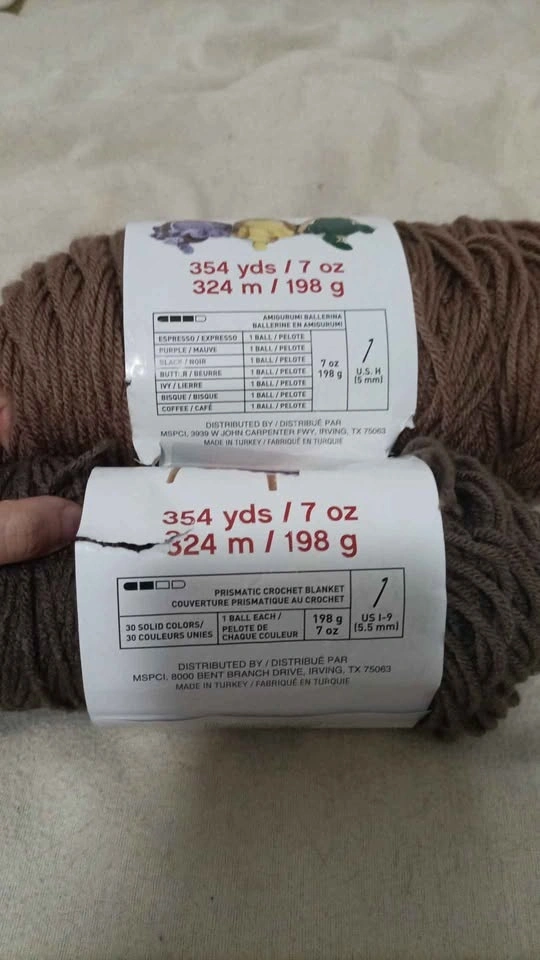 354 yds / 7 oz
324 m / 198 g
AMIGURUMI BALLERINA
BALLERINE EN AMIGURUMI
ESPRESSO / EXPRESSO 1 BALL / PELOTE
PURPLE / MAUVE 1 BALL / PELOTE
BLACK / NOIR 1 BALL / PELOTE
BUTTER / BEURRE 1 BALL / PELOTE
IVY / LIERRE 1 BALL / PELOTE
BISQUE / BISQUE 1 BALL / PELOTE
COFFEE / CAFÉ 1 BALL / PELOTE
7 oz
198 g
U.S. H
(5 mm)
DISTRIBUTED BY / DISTRIBUÉ PAR
MSPCI, 3939 W JOHN CARPENTER FWY, IRVING, TX 75063
MADE IN TURKEY / FABRIQUÉ EN TURQUIE
354 yds / 7 oz
324 m / 198 g
PRISMATIC CROCHET BLANKET
COUVERTURE PRISMATIQUE AU CROCHET
30 SOLID COLORS/
30 COULEURS UNIES
1 BALL EACH /
PELOTE DE
CHAQUE COULEUR
198 g
7 oz
US I-9
(5.5 mm)
DISTRIBUTED BY / DISTRIBUÉ PAR
MSPCI, 8000 BENT BRANCH DRIVE, IRVING, TX 75063
MADE IN TURKEY / FABRIQUÉ EN TURQUIE